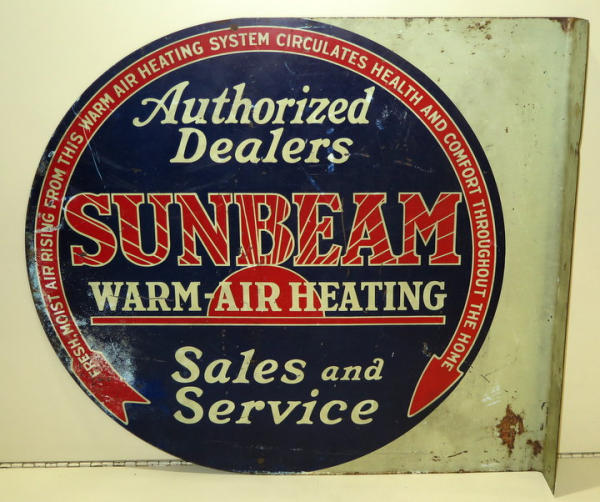 FRESH, MOIST AIR RISING FROM THIS WARM AIR HEATING SYSTEM CIRCULATES HEALTH AND COMFORT THROUGHOUT THE HOME
Authorized
Dealers
SUNBEAM
WARM-AIR HEATING
Sales and
Service